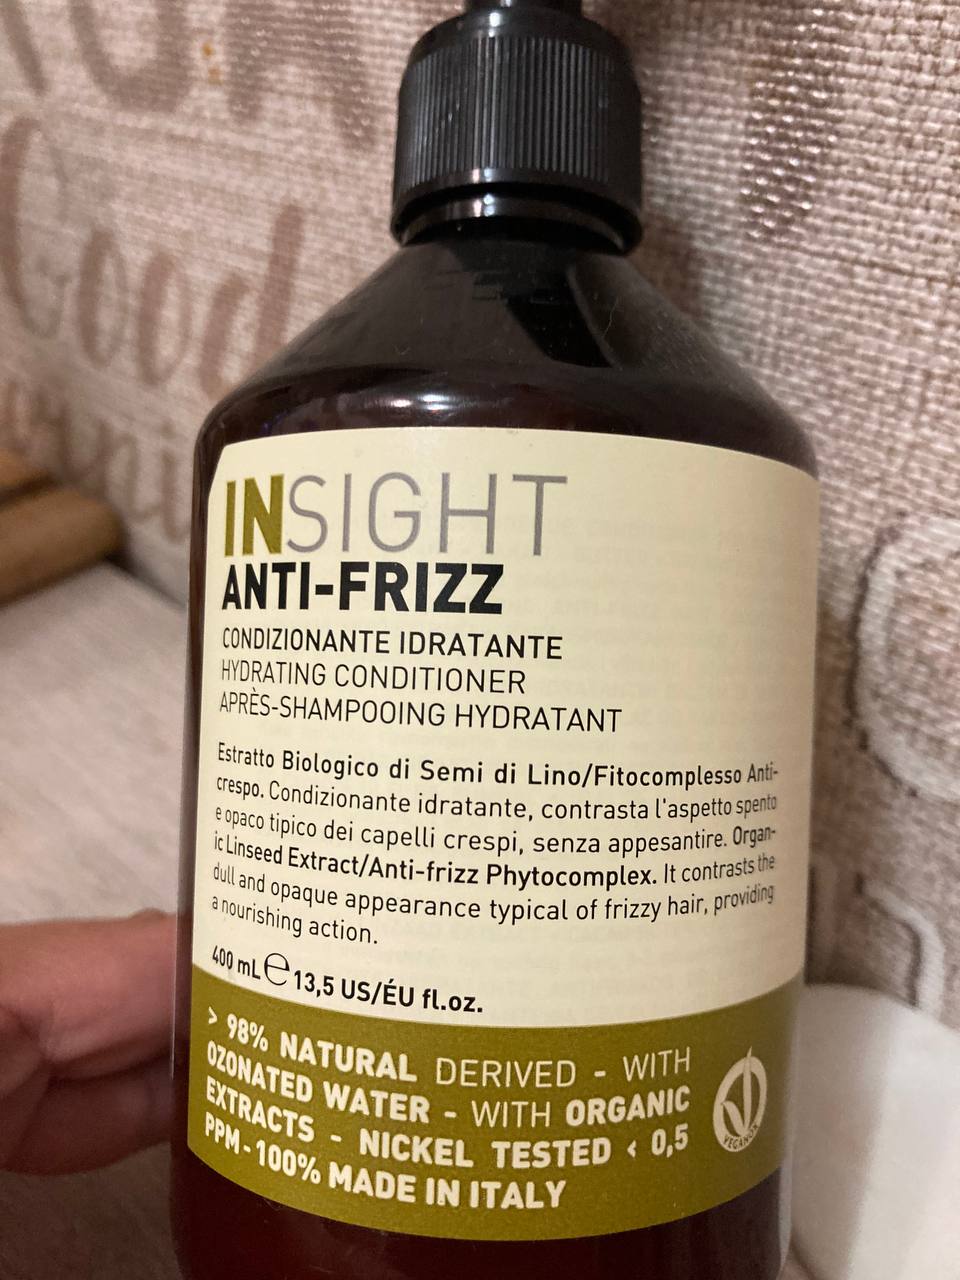 Good
INSIGHT
ANTI-FRIZZ
CONDIZIONANTE IDRATANTE
HYDRATING CONDITIONER
APRÈS-SHAMPOOING HYDRATANT
Estratto Biologico di Semi di Lino/Fitocomplesso Anti-
crespo. Condizionante idratante, contrasta l'aspetto spento
e opaco tipico dei capelli crespi, senza appesantire. Organ-
ic Linseed Extract/Anti-frizz Phytocomplex. It contrasts the
dull and opaque appearance typical of frizzy hair, providing
a nourishing action.
400 mL ℮ 13,5 US/ÉU fl.oz.
> 98% NATURAL DERIVED - WITH
OZONATED WATER - WITH ORGANIC
EXTRACTS - NICKEL TESTED < 0,5
PPM - 100% MADE IN ITALY
VEGANOK